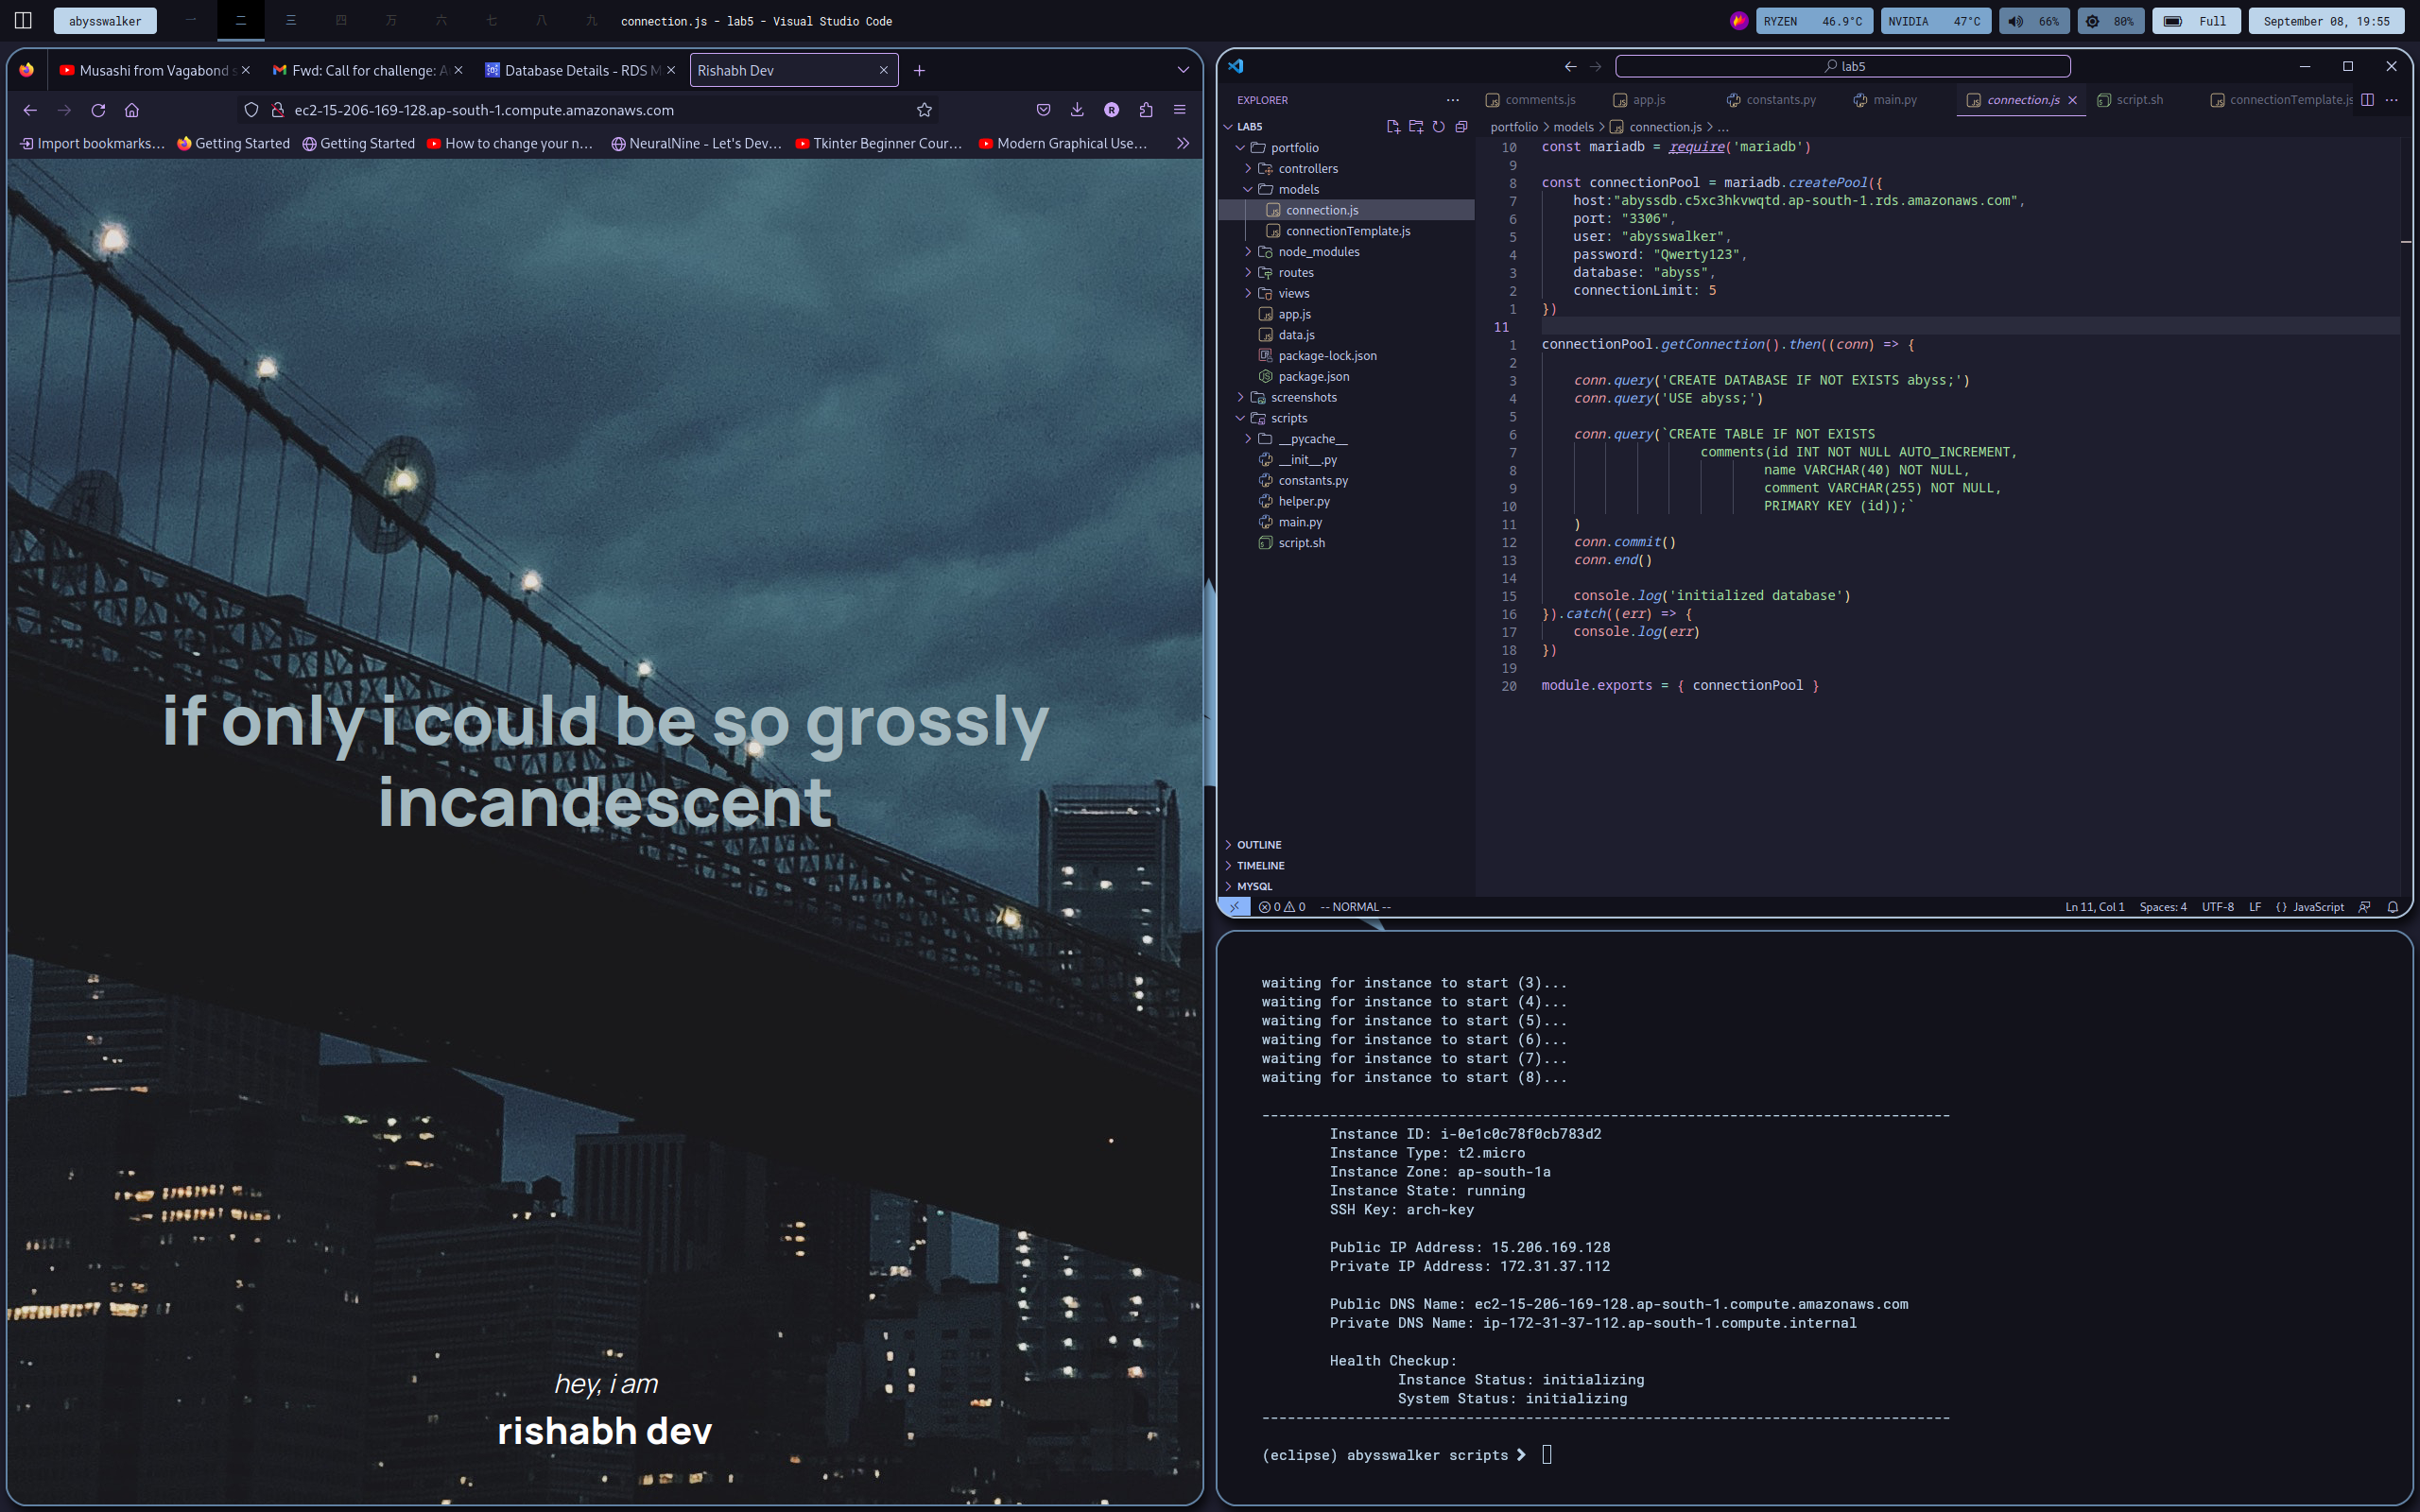 abysswalker
一 二 三 四 万 六 七 八 九
connection.js - lab5 - Visual Studio Code
RYZEN 46.9°C
NVIDIA 47°C
66%
80%
Full
September 08, 19:55
Musashi from Vagabond s
Fwd: Call for challenge: A
Database Details - RDS M
Rishabh Dev
ec2-15-206-169-128.ap-south-1.compute.amazonaws.com
R
Import bookmarks…
Getting Started
Getting Started
How to change your n…
NeuralNine - Let's Dev…
Tkinter Beginner Cour…
Modern Graphical Use…
if only i could be so grossly
incandescent
hey, i am
rishabh dev
lab5
EXPLORER
LAB5
portfolio
controllers
models
connection.js
connectionTemplate.js
node_modules
routes
views
app.js
data.js
package-lock.json
package.json
screenshots
scripts
__pycache__
__init__.py
constants.py
helper.py
main.py
script.sh
OUTLINE
TIMELINE
MYSQL
comments.js
app.js
constants.py
main.py
connection.js
script.sh
connectionTemplate.js
portfolio > models > connection.js > …
10 const mariadb = require('mariadb')
9
8 const connectionPool = mariadb.createPool({
7 host:"abyssdb.c5xc3hkvwqtd.ap-south-1.rds.amazonaws.com",
6 port: "3306",
5 user: "abysswalker",
4 password: "Qwerty123",
3 database: "abyss",
2 connectionLimit: 5
1 })
11
1 connectionPool.getConnection().then((conn) => {
2
3 conn.query('CREATE DATABASE IF NOT EXISTS abyss;')
4 conn.query('USE abyss;')
5
6 conn.query(`CREATE TABLE IF NOT EXISTS
7 comments(id INT NOT NULL AUTO_INCREMENT,
8 name VARCHAR(40) NOT NULL,
9 comment VARCHAR(255) NOT NULL,
10 PRIMARY KEY (id));`
11 )
12 conn.commit()
13 conn.end()
14
15 console.log('initialized database')
16 }).catch((err) => {
17 console.log(err)
18 })
19
20 module.exports = { connectionPool }
0 0 -- NORMAL --
Ln 11, Col 1 Spaces: 4 UTF-8 LF {} JavaScript
waiting for instance to start (3)...
waiting for instance to start (4)...
waiting for instance to start (5)...
waiting for instance to start (6)...
waiting for instance to start (7)...
waiting for instance to start (8)...
---------------------------------------------------------------------------------
Instance ID: i-0e1c0c78f0cb783d2
Instance Type: t2.micro
Instance Zone: ap-south-1a
Instance State: running
SSH Key: arch-key
Public IP Address: 15.206.169.128
Private IP Address: 172.31.37.112
Public DNS Name: ec2-15-206-169-128.ap-south-1.compute.amazonaws.com
Private DNS Name: ip-172-31-37-112.ap-south-1.compute.internal
Health Checkup:
Instance Status: initializing
System Status: initializing
---------------------------------------------------------------------------------
(eclipse) abysswalker scripts ❯